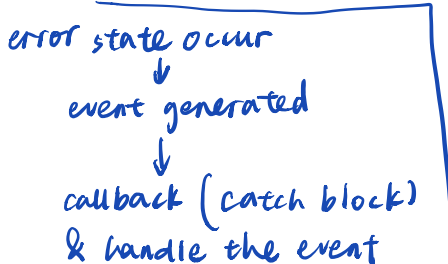 error state occur
↓
event generated
↓
callback (catch block)
& handle the event